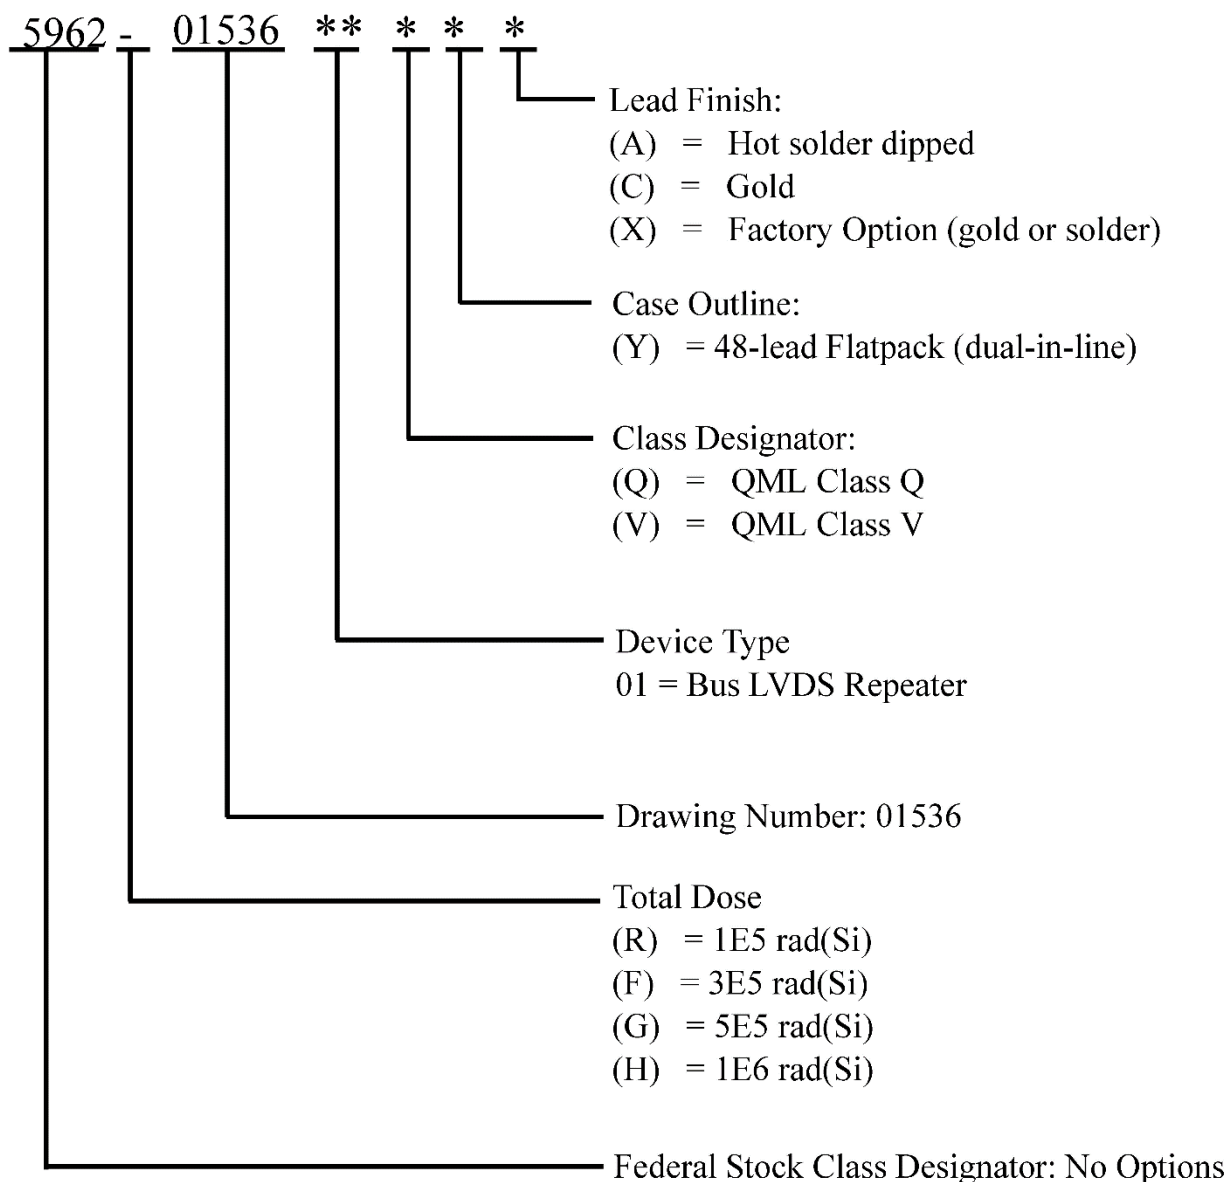 5962 - 01536 ** * * *
Lead Finish:
(A) = Hot solder dipped
(C) = Gold
(X) = Factory Option (gold or solder)
Case Outline:
(Y) = 48-lead Flatpack (dual-in-line)
Class Designator:
(Q) = QML Class Q
(V) = QML Class V
Device Type
01 = Bus LVDS Repeater
Drawing Number: 01536
Total Dose
(R) = 1E5 rad(Si)
(F) = 3E5 rad(Si)
(G) = 5E5 rad(Si)
(H) = 1E6 rad(Si)
Federal Stock Class Designator: No Options